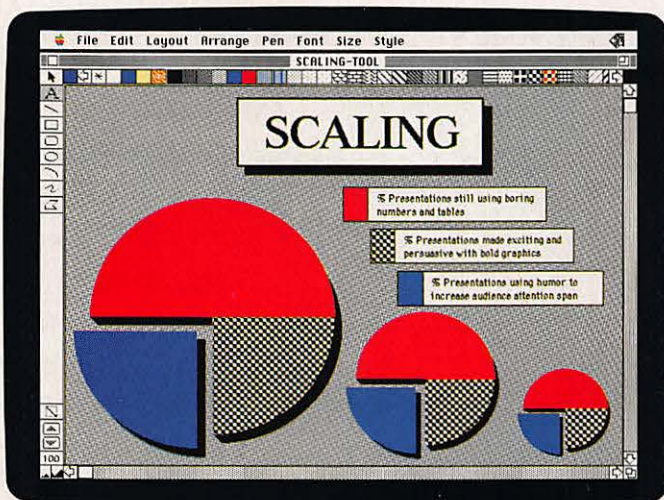 File Edit Layout Arrange Pen Font Size Style
SCALING-TOOL
A
SCALING
% Presentations still using boring
numbers and tables
% Presentations made exciting and
persuasive with bold graphics
% Presentations using humor to
increase audience attention span
100